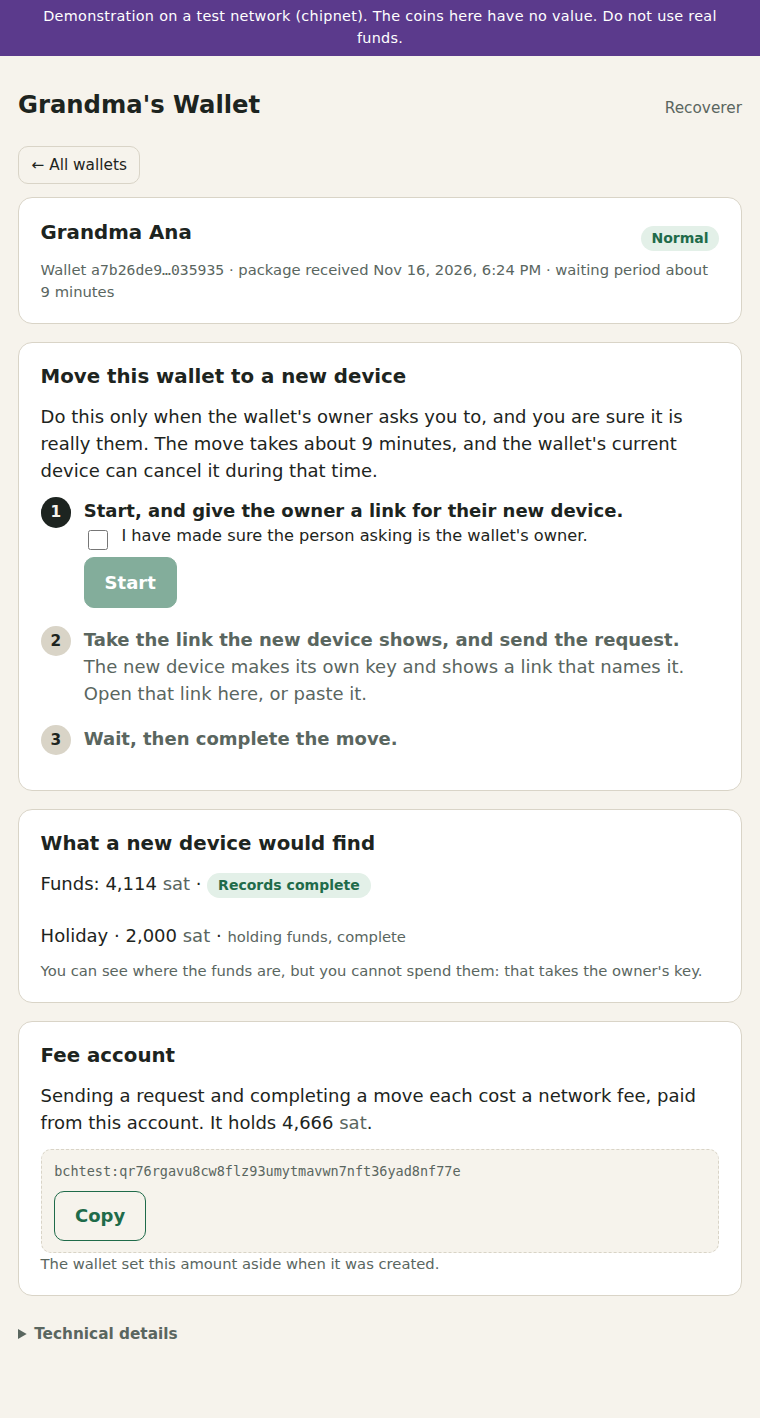 Demonstration on a test network (chipnet). The coins here have no value. Do not use real
funds.
Grandma's Wallet
Recoverer
← All wallets
Grandma Ana
Normal
Wallet a7b26de9…035935 · package received Nov 16, 2026, 6:24 PM · waiting period about
9 minutes
Move this wallet to a new device
Do this only when the wallet's owner asks you to, and you are sure it is
really them. The move takes about 9 minutes, and the wallet's current
device can cancel it during that time.
1 Start, and give the owner a link for their new device.
I have made sure the person asking is the wallet's owner.
Start
2 Take the link the new device shows, and send the request.
The new device makes its own key and shows a link that names it.
Open that link here, or paste it.
3 Wait, then complete the move.
What a new device would find
Funds: 4,114 sat · Records complete
Holiday · 2,000 sat · holding funds, complete
You can see where the funds are, but you cannot spend them: that takes the owner's key.
Fee account
Sending a request and completing a move each cost a network fee, paid
from this account. It holds 4,666 sat.
bchtest:qr76rgavu8cw8flz93umytmavwn7nft36yad8nf77e
Copy
The wallet set this amount aside when it was created.
Technical details